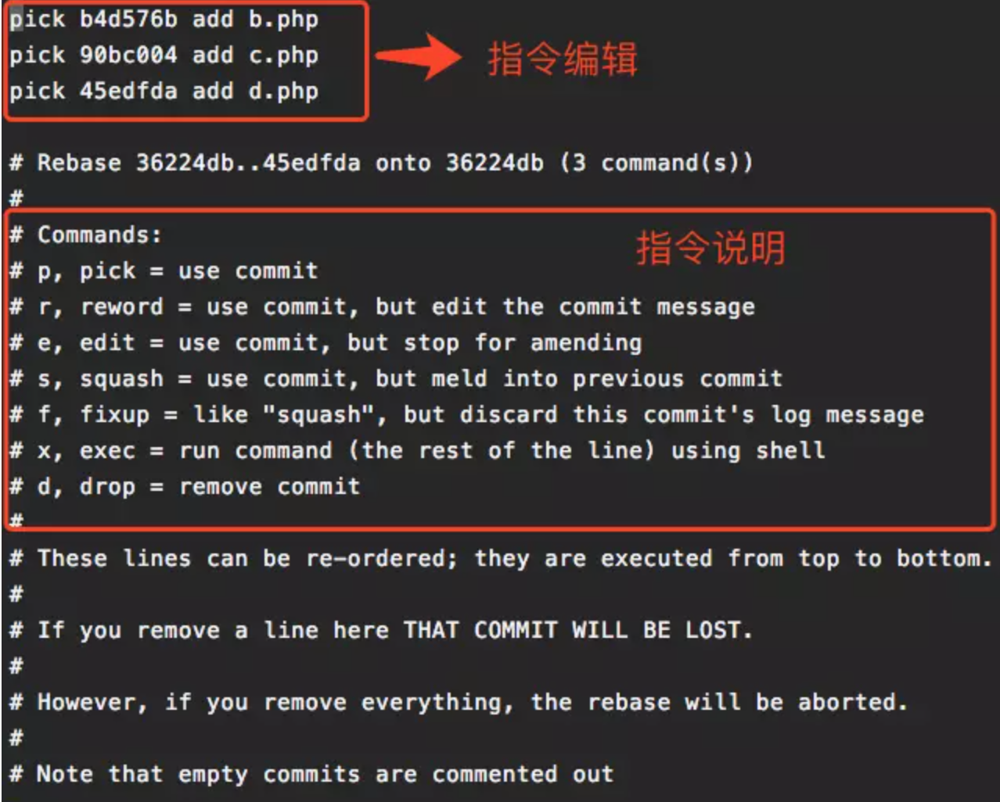 pick b4d576b add b.php
pick 90bc004 add c.php
pick 45edfda add d.php
指令编辑
# Rebase 36224db..45edfda onto 36224db (3 command(s))
#
# Commands:
指令说明
# p, pick = use commit
# r, reword = use commit, but edit the commit message
# e, edit = use commit, but stop for amending
# s, squash = use commit, but meld into previous commit
# f, fixup = like "squash", but discard this commit's log message
# x, exec = run command (the rest of the line) using shell
# d, drop = remove commit
#
# These lines can be re-ordered; they are executed from top to bottom.
#
# If you remove a line here THAT COMMIT WILL BE LOST.
#
# However, if you remove everything, the rebase will be aborted.
#
# Note that empty commits are commented out